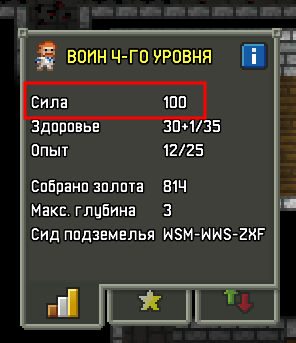 ВОИН 4-ГО УРОВНЯ
i
Сила 100
Здоровье 30+1/35
Опыт 12/25
Собрано золота 814
Макс. глубина 3
Сид подземелья WSM-WWS-ZXF